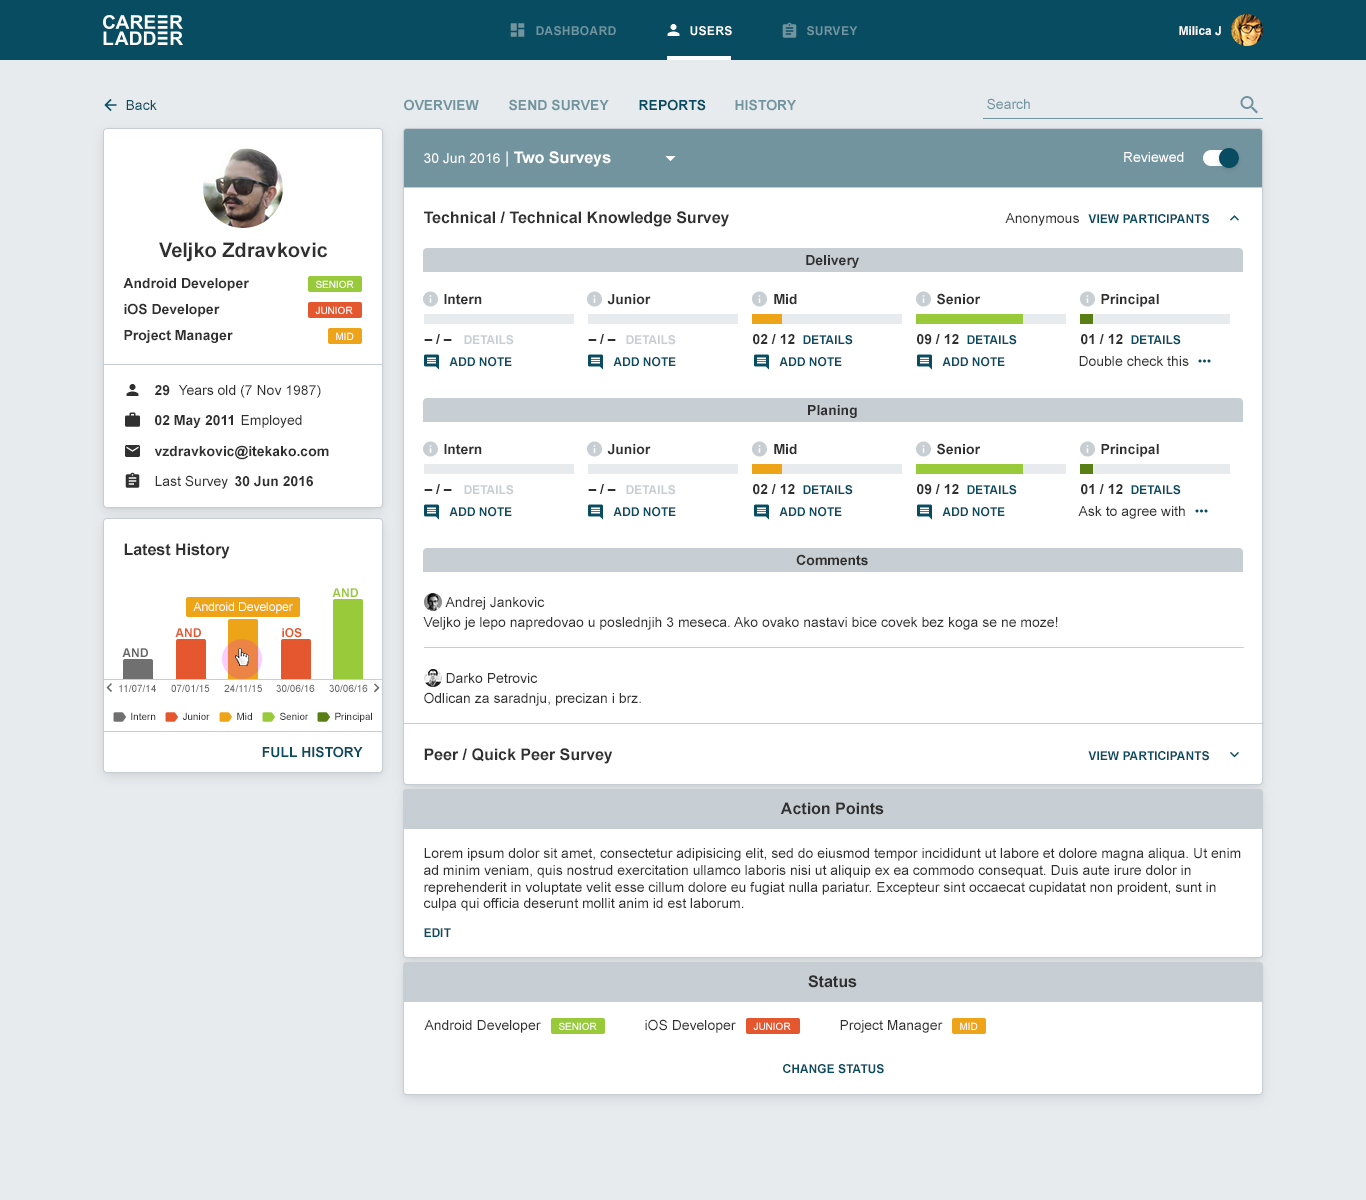 CAREER
LADDER
DASHBOARD
USERS
SURVEY
Milica J
Back
OVERVIEW
SEND SURVEY
REPORTS
HISTORY
Search
Veljko Zdravkovic
Android Developer SENIOR
iOS Developer JUNIOR
Project Manager MID
29 Years old (7 Nov 1987)
02 May 2011 Employed
vzdravkovic@itekako.com
Last Survey 30 Jun 2016
Latest History
AND
Android Developer
AND iOS
AND
11/07/14 07/01/15 24/11/15 30/06/16 30/06/16
Intern Junior Mid Senior Principal
FULL HISTORY
30 Jun 2016 | Two Surveys
Reviewed
Technical / Technical Knowledge Survey
Anonymous VIEW PARTICIPANTS
Delivery
Intern Junior Mid Senior Principal
– / – DETAILS – / – DETAILS 02 / 12 DETAILS 09 / 12 DETAILS 01 / 12 DETAILS
ADD NOTE ADD NOTE ADD NOTE ADD NOTE Double check this •••
Planing
Intern Junior Mid Senior Principal
– / – DETAILS – / – DETAILS 02 / 12 DETAILS 09 / 12 DETAILS 01 / 12 DETAILS
ADD NOTE ADD NOTE ADD NOTE ADD NOTE Ask to agree with •••
Comments
Andrej Jankovic
Veljko je lepo napredovao u poslednjih 3 meseca. Ako ovako nastavi bice covek bez koga se ne moze!
Darko Petrovic
Odlican za saradnju, precizan i brz.
Peer / Quick Peer Survey
VIEW PARTICIPANTS
Action Points
Lorem ipsum dolor sit amet, consectetur adipisicing elit, sed do eiusmod tempor incididunt ut labore et dolore magna aliqua. Ut enim
ad minim veniam, quis nostrud exercitation ullamco laboris nisi ut aliquip ex ea commodo consequat. Duis aute irure dolor in
reprehenderit in voluptate velit esse cillum dolore eu fugiat nulla pariatur. Excepteur sint occaecat cupidatat non proident, sunt in
culpa qui officia deserunt mollit anim id est laborum.
EDIT
Status
Android Developer SENIOR iOS Developer JUNIOR Project Manager MID
CHANGE STATUS